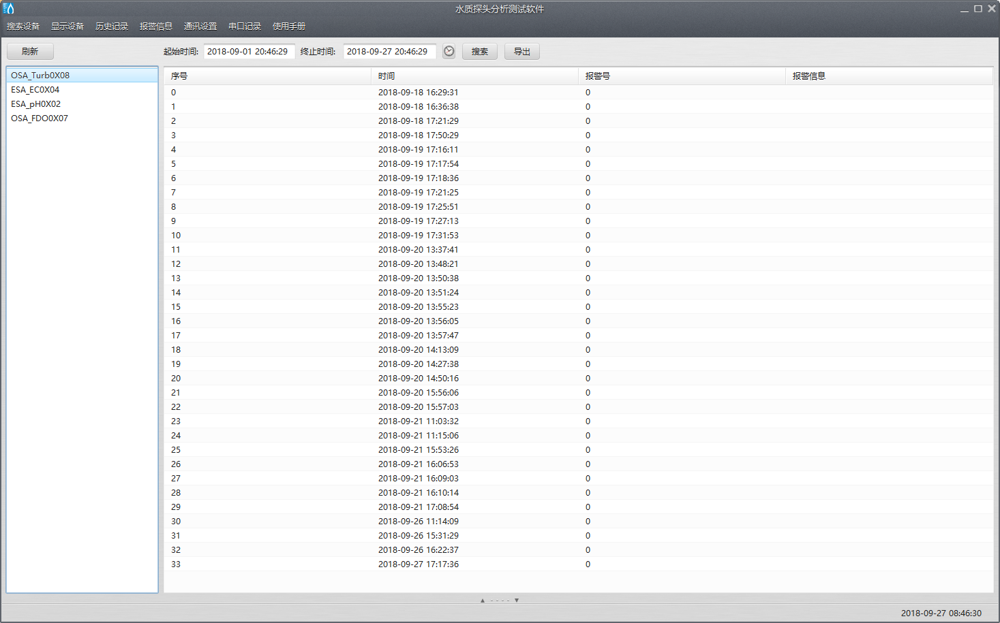 水质探头分析测试软件
搜索设备 显示设备 历史记录 报警信息 通讯设置 串口记录 使用手册
刷新 起始时间: 2018-09-01 20:46:29 终止时间: 2018-09-27 20:46:29 搜索 导出
OSA_Turb0X08
ESA_EC0X04
ESA_pH0X02
OSA_FDO0X07
序号 时间 报警号 报警信息
0 2018-09-18 16:29:31 0
1 2018-09-18 16:36:38 0
2 2018-09-18 17:21:29 0
3 2018-09-18 17:50:29 0
4 2018-09-19 17:16:11 0
5 2018-09-19 17:17:54 0
6 2018-09-19 17:18:36 0
7 2018-09-19 17:21:25 0
8 2018-09-19 17:25:51 0
9 2018-09-19 17:27:13 0
10 2018-09-19 17:31:53 0
11 2018-09-20 13:37:41 0
12 2018-09-20 13:48:21 0
13 2018-09-20 13:50:38 0
14 2018-09-20 13:51:24 0
15 2018-09-20 13:55:23 0
16 2018-09-20 13:56:05 0
17 2018-09-20 13:57:47 0
18 2018-09-20 14:13:09 0
19 2018-09-20 14:27:38 0
20 2018-09-20 14:50:16 0
21 2018-09-20 15:56:06 0
22 2018-09-20 15:57:03 0
23 2018-09-21 11:03:32 0
24 2018-09-21 11:15:06 0
25 2018-09-21 15:53:26 0
26 2018-09-21 16:06:53 0
27 2018-09-21 16:09:03 0
28 2018-09-21 16:10:14 0
29 2018-09-21 17:08:54 0
30 2018-09-26 11:14:09 0
31 2018-09-26 15:31:29 0
32 2018-09-26 16:22:37 0
33 2018-09-27 17:17:36 0
2018-09-27 08:46:30